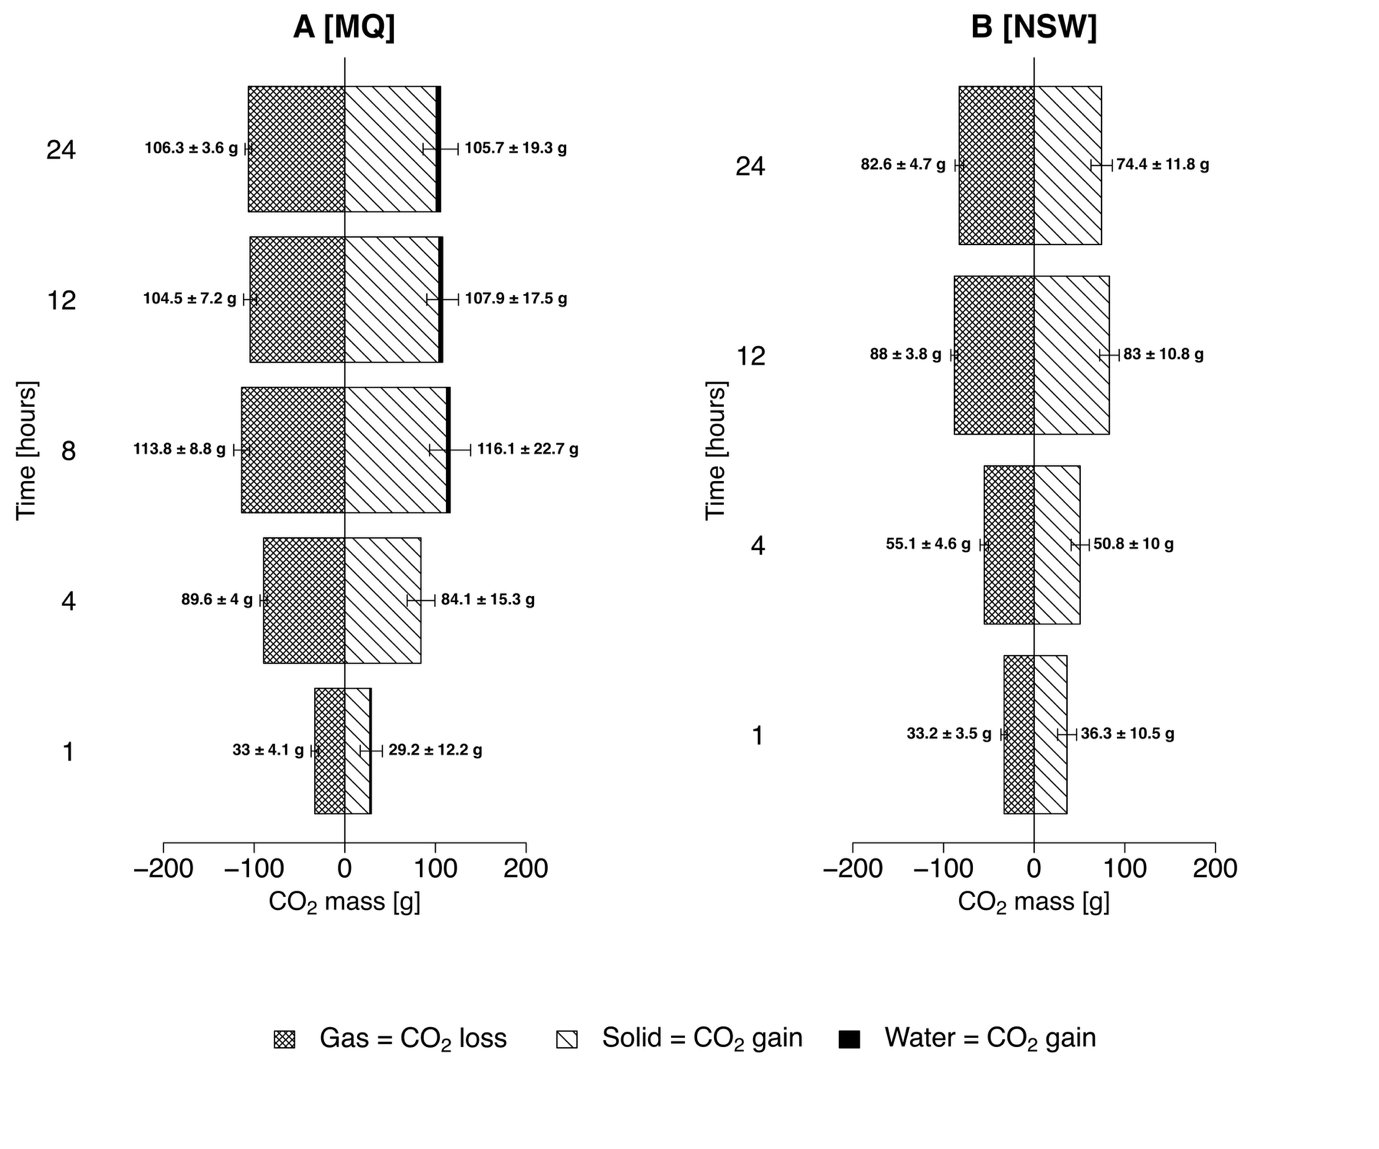 A [MQ]
24
106.3 ± 3.6 g
105.7 ± 19.3 g
12
104.5 ± 7.2 g
107.9 ± 17.5 g
8
113.8 ± 8.8 g
116.1 ± 22.7 g
4
89.6 ± 4 g
84.1 ± 15.3 g
1
33 ± 4.1 g
29.2 ± 12.2 g
Time [hours]
−200 −100 0 100 200
CO₂ mass [g]
B [NSW]
24
82.6 ± 4.7 g
74.4 ± 11.8 g
12
88 ± 3.8 g
83 ± 10.8 g
4
55.1 ± 4.6 g
50.8 ± 10 g
1
33.2 ± 3.5 g
36.3 ± 10.5 g
Time [hours]
−200 −100 0 100 200
CO₂ mass [g]
Gas = CO₂ loss Solid = CO₂ gain Water = CO₂ gain